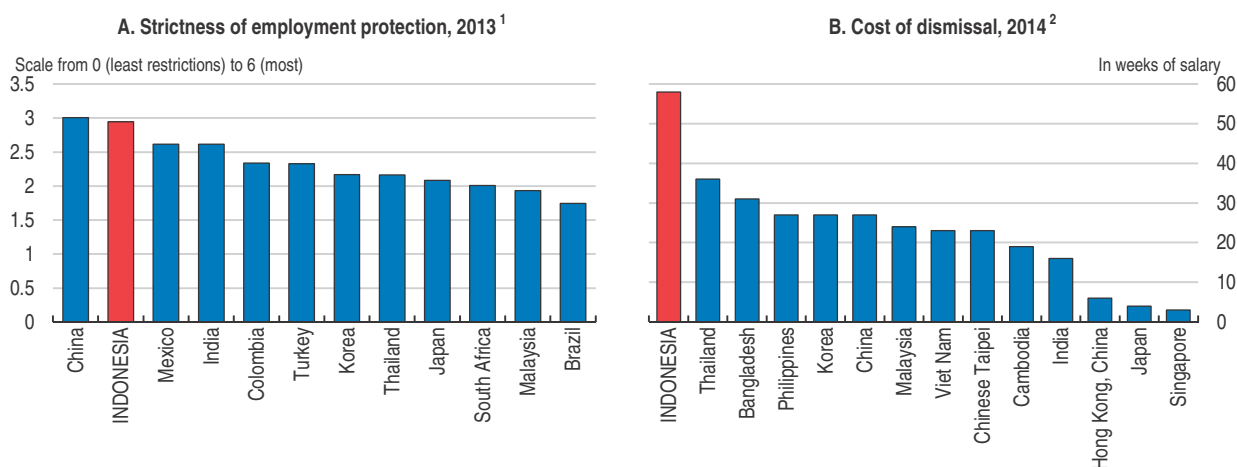 A. Strictness of employment protection, 2013 1
Scale from 0 (least restrictions) to 6 (most)
3.5
3
2.5
2
1.5
1
0.5
0
China
INDONESIA
Mexico
India
Colombia
Turkey
Korea
Thailand
Japan
South Africa
Malaysia
Brazil
B. Cost of dismissal, 2014 2
In weeks of salary
60
50
40
30
20
10
0
INDONESIA
Thailand
Bangladesh
Philippines
Korea
China
Malaysia
Viet Nam
Chinese Taipei
Cambodia
India
Hong Kong, China
Japan
Singapore